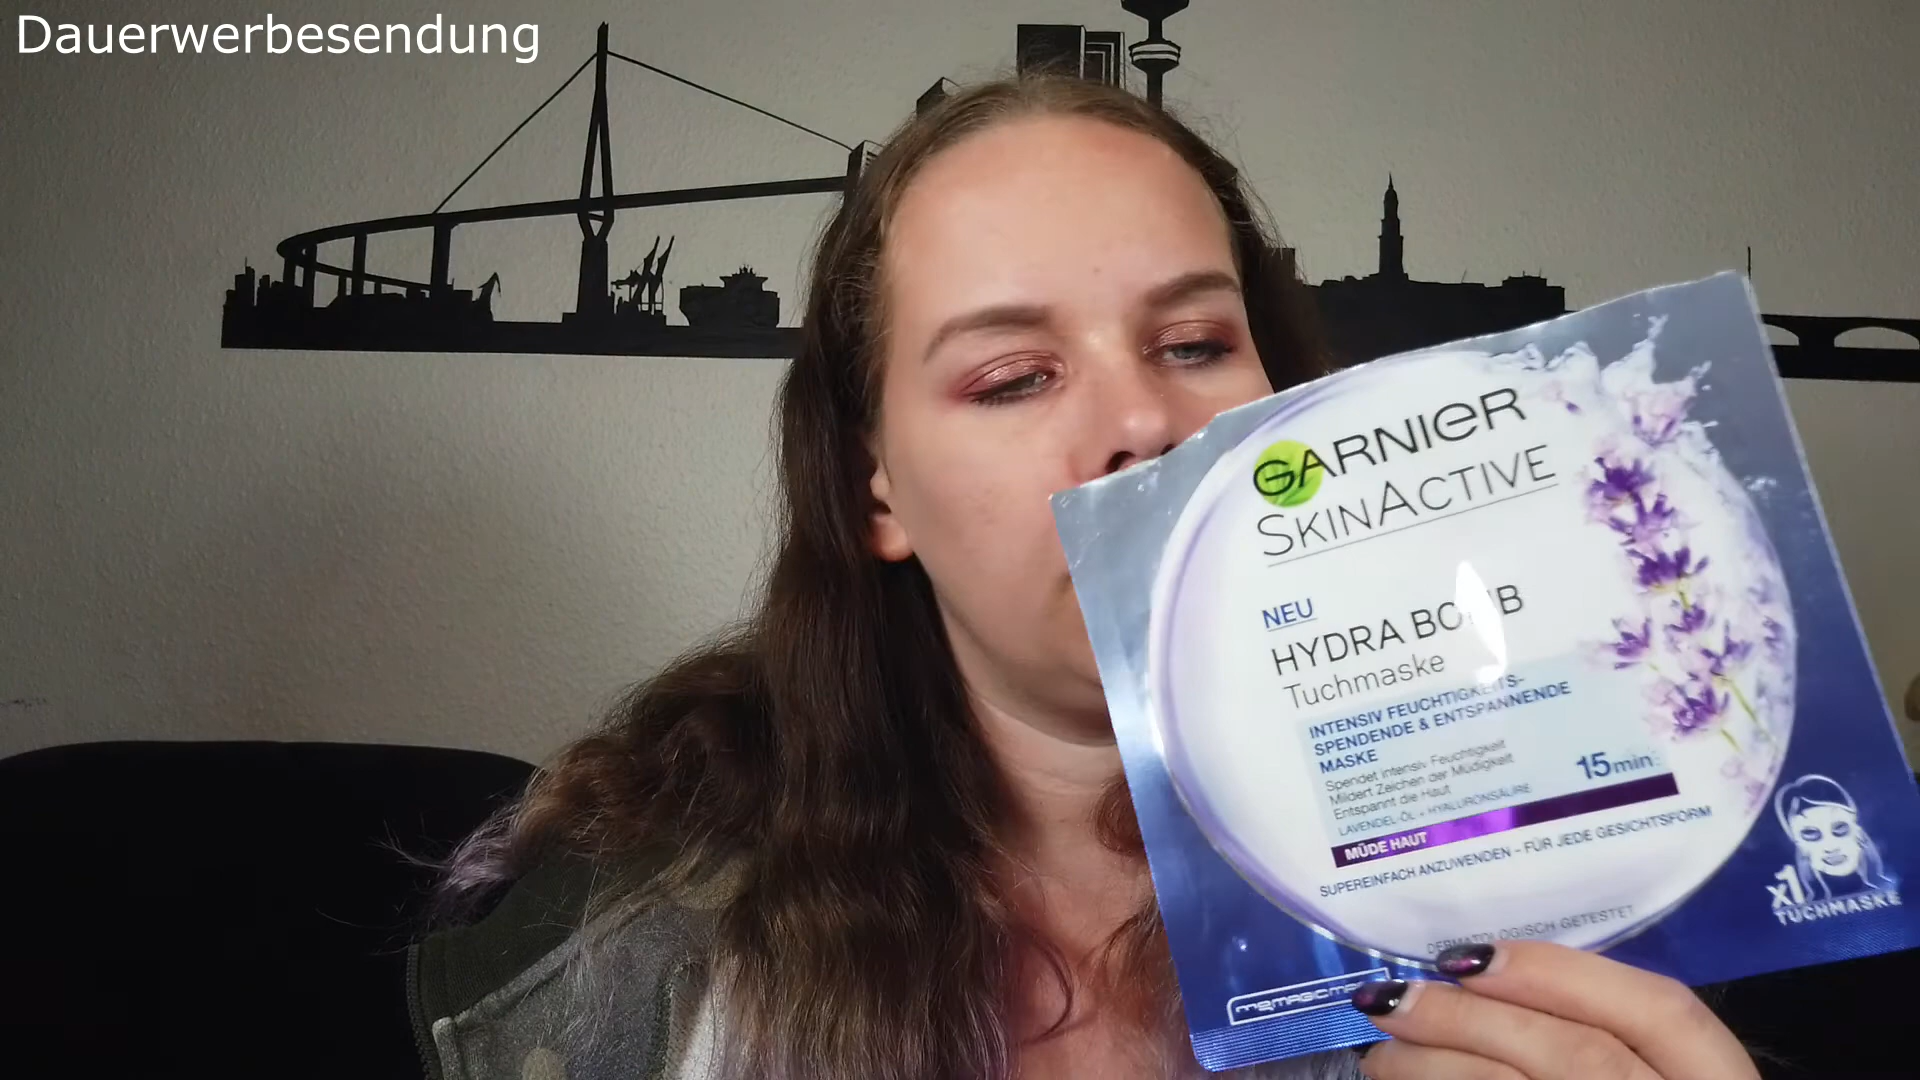 Dauerwerbesendung
GARNIER
SKINACTIVE
NEU
HYDRA BOMB
Tuchmaske
INTENSIV FEUCHTIGKEITS-
SPENDENDE & ENTSPANNENDE
MASKE
Spendet intensiv Feuchtigkeit
Mildert Zeichen der Müdigkeit
Entspannt die Haut
LAVENDEL-ÖL + HYALURONSÄURE
15min
MÜDE HAUT
SUPEREINFACH ANZUWENDEN - FÜR JEDE GESICHTSFORM
DERMATOLOGISCH GETESTET
x1
TUCHMASKE